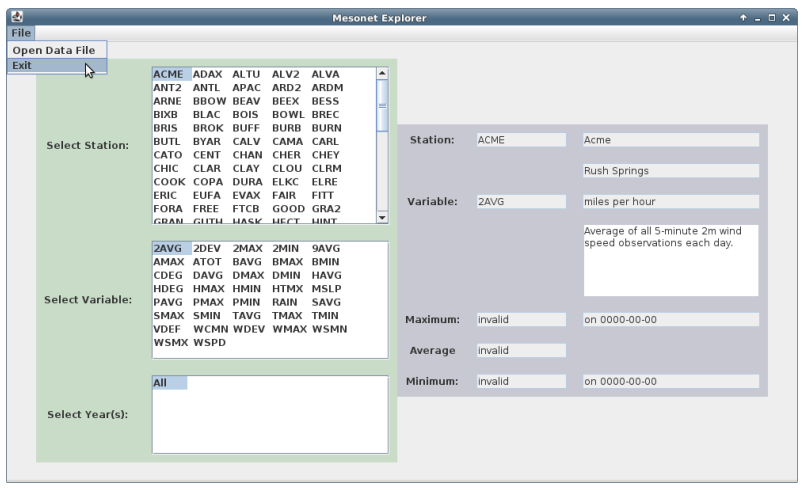 Mesonet Explorer
File
Open Data File
Exit
Select Station:
ACME ADAX ALTU ALV2 ALVA
ANT2 ANTL APAC ARD2 ARDM
ARNE BBOW BEAV BEEX BESS
BIXB BLAC BOIS BOWL BREC
BRIS BROK BUFF BURB BURN
BUTL BYAR CALV CAMA CARL
CATO CENT CHAN CHER CHEY
CHIC CLAR CLAY CLOU CLRM
COOK COPA DURA ELKC ELRE
ERIC EUFA EVAX FAIR FITT
FORA FREE FTCB GOOD GRA2
GRAN GUTH HASK HECT HINT
Select Variable:
2AVG 2DEV 2MAX 2MIN 9AVG
AMAX ATOT BAVG BMAX BMIN
CDEG DAVG DMAX DMIN HAVG
HDEG HMAX HMIN HTMX MSLP
PAVG PMAX PMIN RAIN SAVG
SMAX SMIN TAVG TMAX TMIN
VDEF WCMN WDEV WMAX WSMN
WSMX WSPD
Select Year(s):
All
Station: ACME Acme
Rush Springs
Variable: 2AVG miles per hour
Average of all 5-minute 2m wind
speed observations each day.
Maximum: invalid on 0000-00-00
Average invalid
Minimum: invalid on 0000-00-00